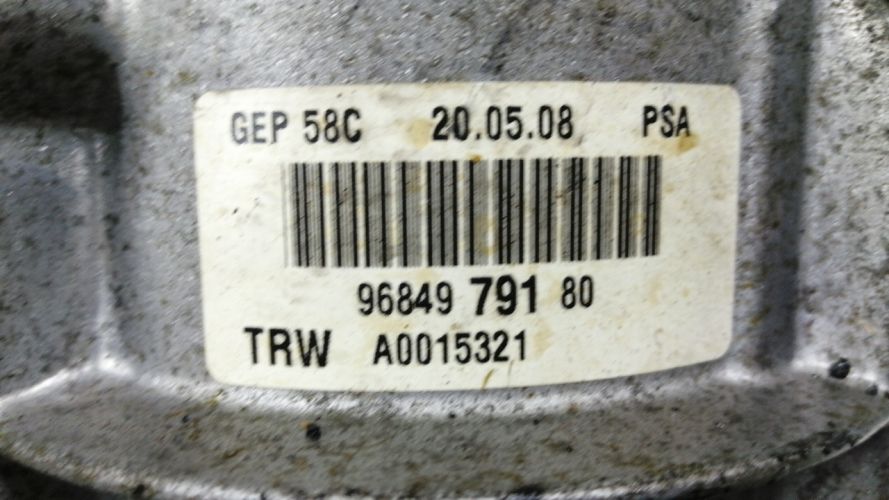 GEP 58C 20.05.08 PSA
96849 791 80
TRW A0015321